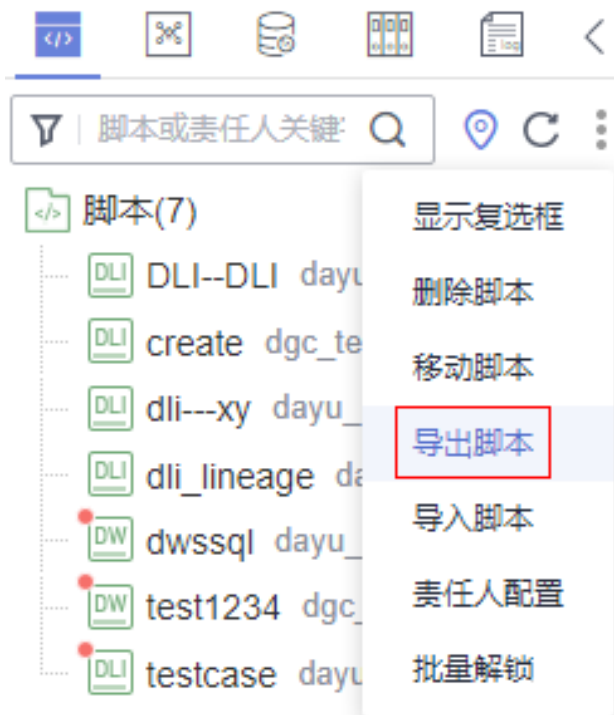 脚本或责任人关键
脚本(7)
显示复选框
DLI DLI--DLI dayu
删除脚本
DLI create dgc_te
移动脚本
DLI dli---xy dayu_
导出脚本
DLI dli_lineage da
导入脚本
DW dwssql dayu_
责任人配置
DW test1234 dgc_
批量解锁
DLI testcase dayu